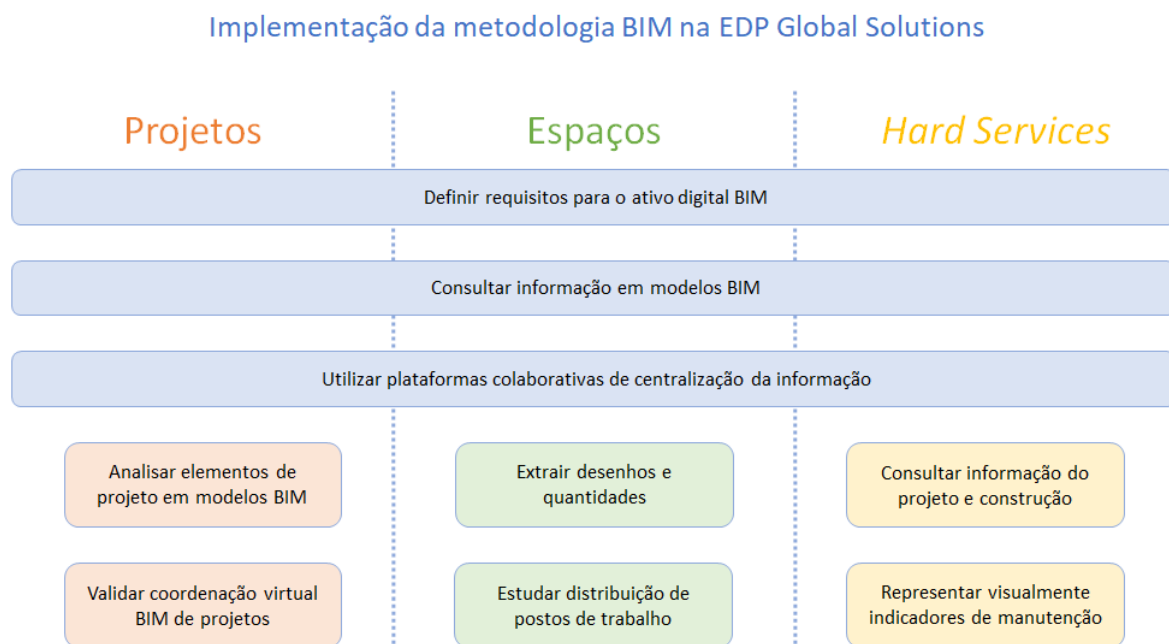 Implementação da metodologia BIM na EDP Global Solutions
Projetos
Espaços
Hard Services
Definir requisitos para o ativo digital BIM
Consultar informação em modelos BIM
Utilizar plataformas colaborativas de centralização da informação
Analisar elementos de
projeto em modelos BIM
Extrair desenhos e
quantidades
Consultar informação do
projeto e construção
Validar coordenação virtual
BIM de projetos
Estudar distribuição de
postos de trabalho
Representar visualmente
indicadores de manutenção